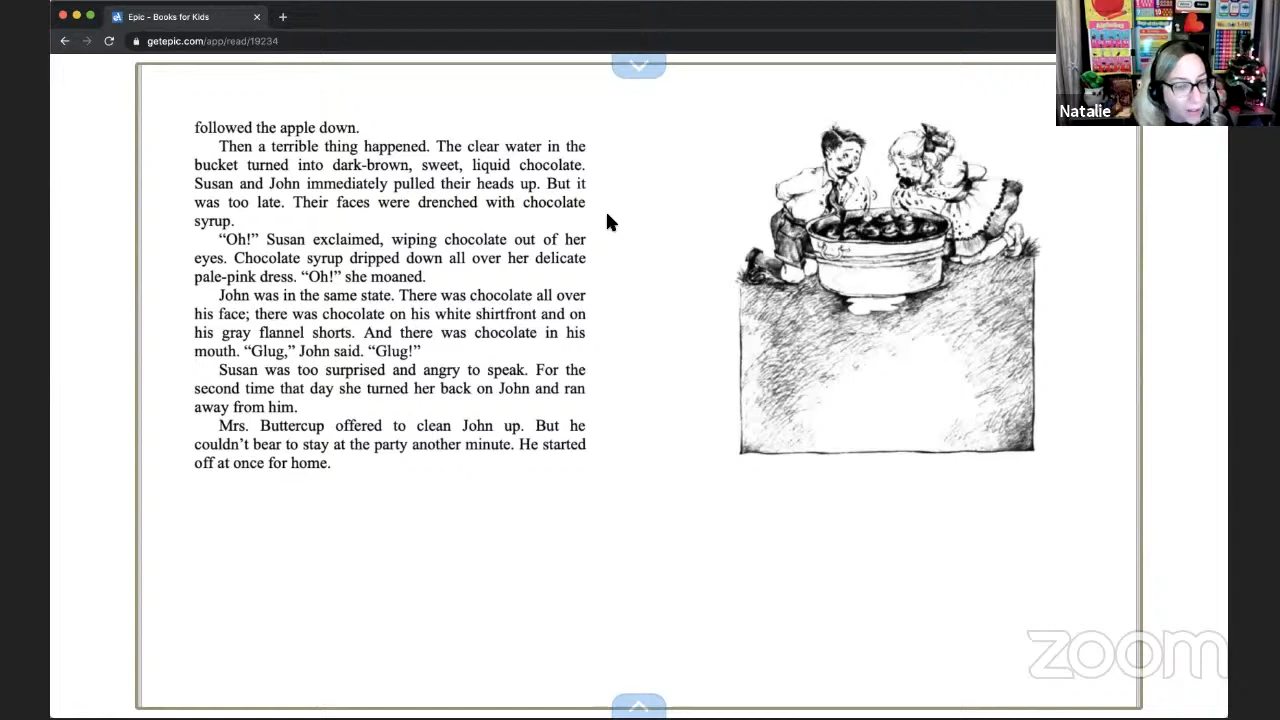 Epic - Books for Kids
getepic.com/app/read/19234
Natalie
followed the apple down.
Then a terrible thing happened. The clear water in the
bucket turned into dark-brown, sweet, liquid chocolate.
Susan and John immediately pulled their heads up. But it
was too late. Their faces were drenched with chocolate
syrup.
“Oh!” Susan exclaimed, wiping chocolate out of her
eyes. Chocolate syrup dripped down all over her delicate
pale-pink dress. “Oh!” she moaned.
John was in the same state. There was chocolate all over
his face; there was chocolate on his white shirtfront and on
his gray flannel shorts. And there was chocolate in his
mouth. “Glug,” John said. “Glug!”
Susan was too surprised and angry to speak. For the
second time that day she turned her back on John and ran
away from him.
Mrs. Buttercup offered to clean John up. But he
couldn’t bear to stay at the party another minute. He started
off at once for home.
zoom